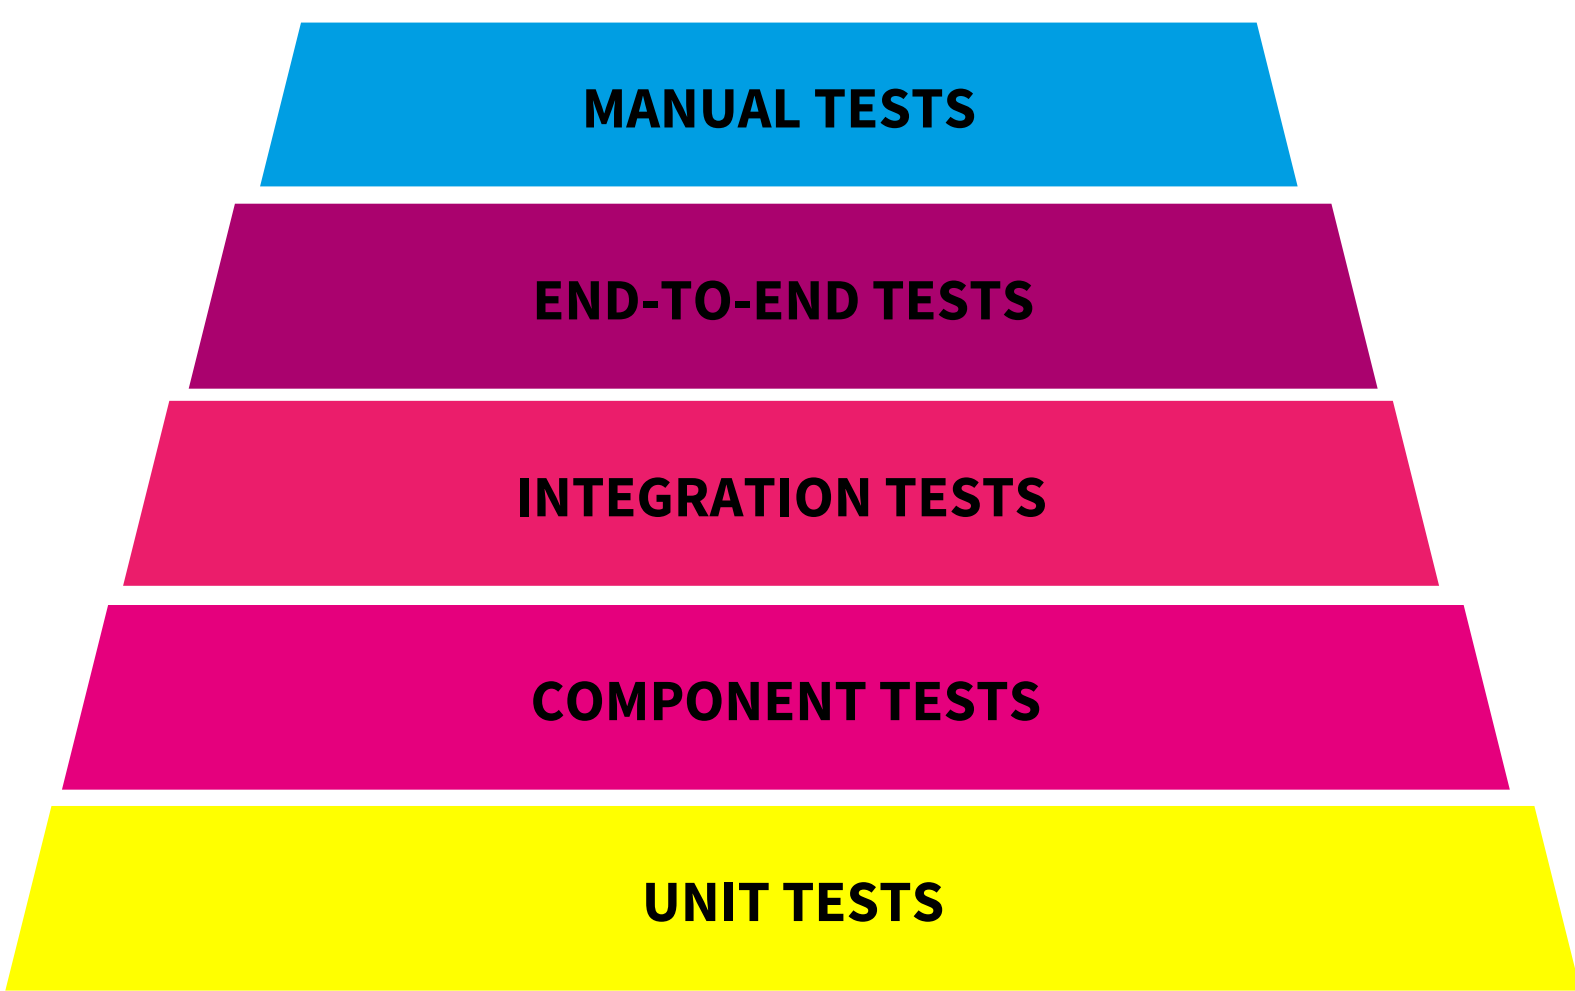 MANUAL TESTS
END-TO-END TESTS
INTEGRATION TESTS
COMPONENT TESTS
UNIT TESTS